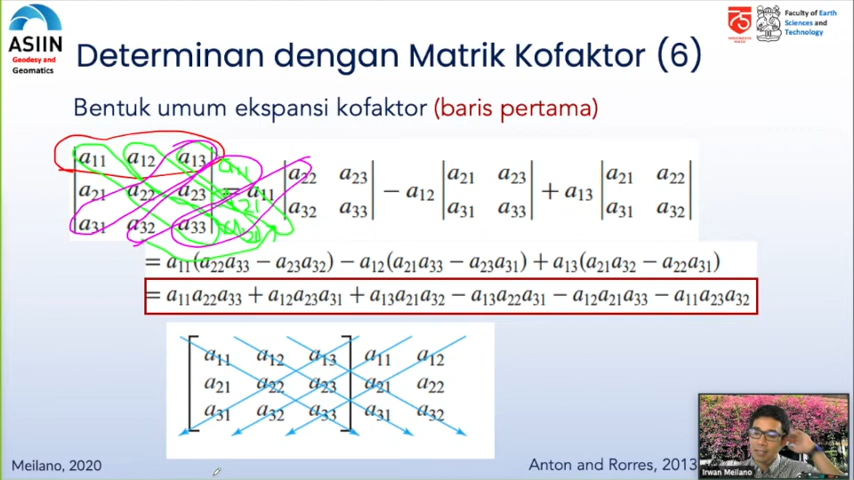 ASIIN
Geodesy and
Geomatics
75
Faculty of Earth
Sciences and
Technology
Determinan dengan Matrik Kofaktor (6)
Bentuk umum ekspansi kofaktor (baris pertama)
|a11 a12 a13|
|a21 a22 a23| = a11 |a22 a23| − a12 |a21 a23| + a13 |a21 a22|
|a31 a32 a33| |a32 a33| |a31 a33| |a31 a32|
= a11(a22a33 − a23a32) − a12(a21a33 − a23a31) + a13(a21a32 − a22a31)
= a11a22a33 + a12a23a31 + a13a21a32 − a13a22a31 − a12a21a33 − a11a23a32
[a11 a12 a13] a11 a12
[a21 a22 a23] a21 a22
[a31 a32 a33] a31 a32
Meilano, 2020
Anton and Rorres, 2013
Irwan Meilano